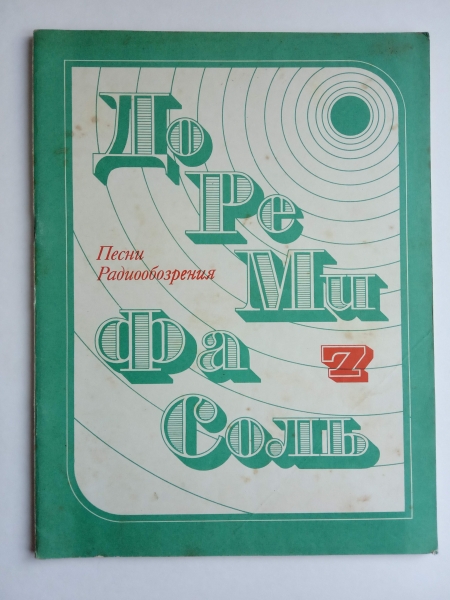 До
Ре
Песни
Радиообозрения
Ми
Фа
7
Соль